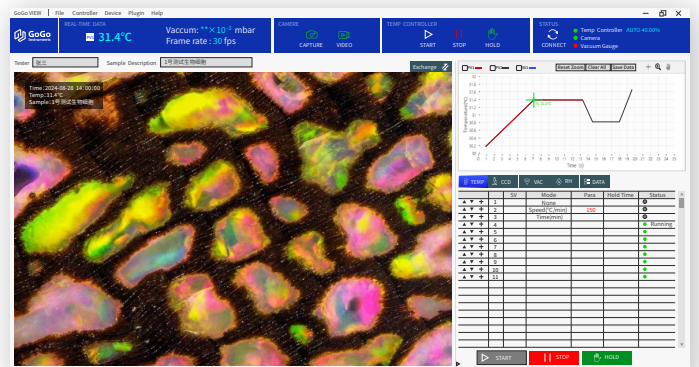 GoGo VIEW | File Connector Device Plugin Help
GoGo
Instruments
REAL-TIME DATA
PV1 31.4℃
Vaccum: **×10⁻² mbar
Frame rate : 30 fps
CAMERA
CAPTURE VIDEO
TEMP CONTROLLER
START STOP HOLD
STATUS
CONNECT
Temp Controller AUTO 40.00%
Camera
Vacuum Gauge
Tester 张三 Sample Description 1号测试生物细胞
Exchange
Time:2024-08-28 14:00:00
Temp:31.4℃
Sample:1号测试生物细胞
Reset Zoom Clear All Save Data
Temperature(℃)
Time (s)
TEMP CCD VAC RH DATA
SV Mode Para Hold Time Status
1 None
2 Speed(℃/min) 150
3 Time(min)
4 Running
5
6
7
8
9
10
11
START STOP HOLD